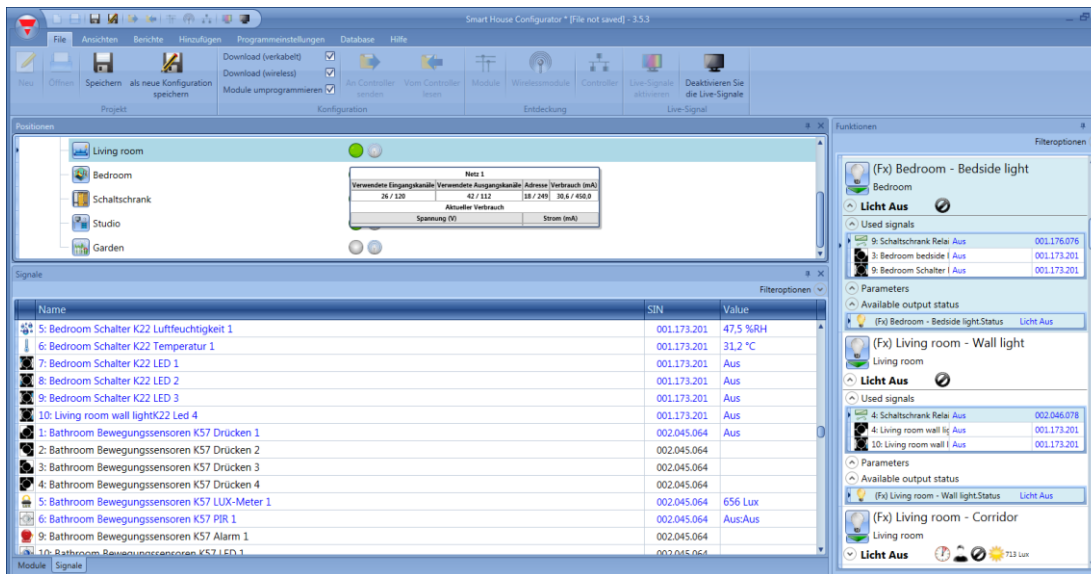 Smart House Configurator * [File not saved] - 3.5.3
File Ansichten Berichte Hinzufügen Programmeinstellungen Database Hilfe
Neu Öffnen Speichern als neue Konfiguration speichern
Download (verkabelt)
Download (wireless)
Module umprogrammieren
An Controller senden Vom Controller lesen Module Wirelessmodule Controller Live-Signale aktivieren Deaktivieren Sie die Live-Signale
Projekt Konfiguration Entdeckung Live-Signal
Positionen
Living room
Bedroom
Schaltschrank
Studio
Garden
Netz 1
Verwendete Eingangskanäle Verwendete Ausgangskanäle Adresse Verbrauch (mA)
26 / 120 42 / 112 18 / 249 30,6 / 450,0
Aktueller Verbrauch
Spannung (V) Strom (mA)
Signale
Filteroptionen
Name SIN Value
5: Bedroom Schalter K22 Luftfeuchtigkeit 1 001.173.201 47,5 %RH
6: Bedroom Schalter K22 Temperatur 1 001.173.201 31,2 °C
7: Bedroom Schalter K22 LED 1 001.173.201 Aus
8: Bedroom Schalter K22 LED 2 001.173.201 Aus
9: Bedroom Schalter K22 LED 3 001.173.201 Aus
10: Living room wall lightK22 Led 4 001.173.201 Aus
1: Bathroom Bewegungssensoren K57 Drücken 1 002.045.064 Aus
2: Bathroom Bewegungssensoren K57 Drücken 2 002.045.064
3: Bathroom Bewegungssensoren K57 Drücken 3 002.045.064
4: Bathroom Bewegungssensoren K57 Drücken 4 002.045.064
5: Bathroom Bewegungssensoren K57 LUX-Meter 1 002.045.064 656 Lux
6: Bathroom Bewegungssensoren K57 PIR 1 002.045.064 Aus:Aus
9: Bathroom Bewegungssensoren K57 Alarm 1 002.045.064
10: Bathroom Bewegungssensoren K57 LED 1 002.045.064
Module Signale
Funktionen
Filteroptionen
(Fx) Bedroom - Bedside light
Bedroom
Licht Aus
Used signals
9: Schaltschrank Relai Aus 001.176.076
3: Bedroom bedside l Aus 001.173.201
9: Bedroom Schalter l Aus 001.173.201
Parameters
Available output status
(Fx) Bedroom - Bedside light.Status Licht Aus
(Fx) Living room - Wall light
Living room
Licht Aus
Used signals
4: Schaltschrank Relai Aus 002.046.078
4: Living room wall lig Aus 001.173.201
10: Living room wall l Aus 001.173.201
Parameters
Available output status
(Fx) Living room - Wall light.Status Licht Aus
(Fx) Living room - Corridor
Living room
Licht Aus 713 Lux